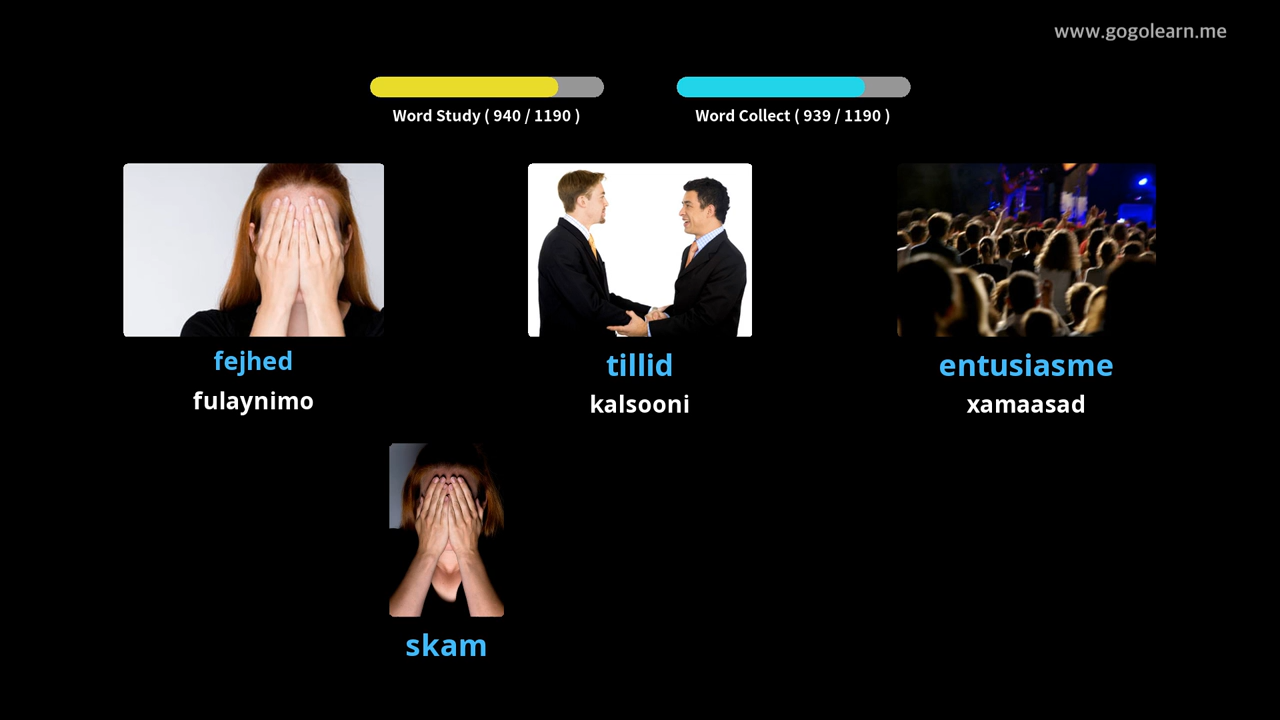 www.gogolearn.me
Word Study ( 940 / 1190 )
Word Collect ( 939 / 1190 )
fejhed
fulaynimo
tillid
kalsooni
entusiasme
xamaasad
skam